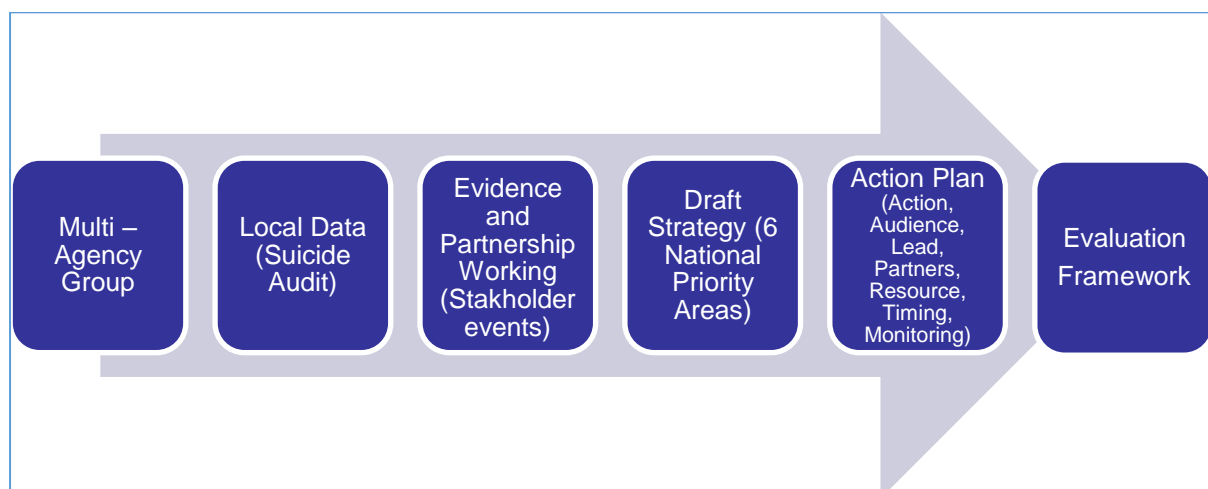 Multi –
Agency
Group
Local Data
(Suicide
Audit)
Evidence
and
Partnership
Working
(Stakholder
events)
Draft
Strategy (6
National
Priority
Areas)
Action Plan
(Action,
Audience,
Lead,
Partners,
Resource,
Timing,
Monitoring)
Evaluation
Framework